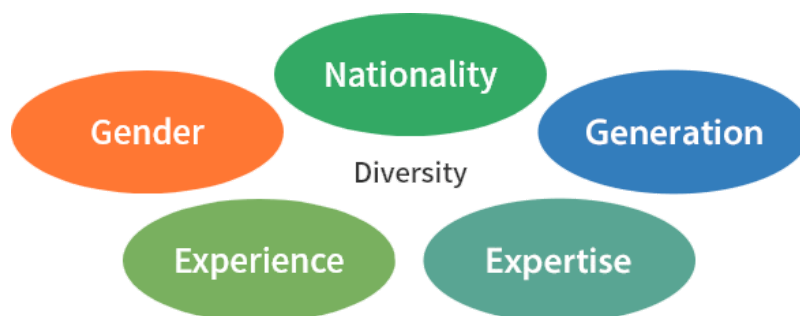 Nationality
Gender
Generation
Diversity
Experience
Expertise